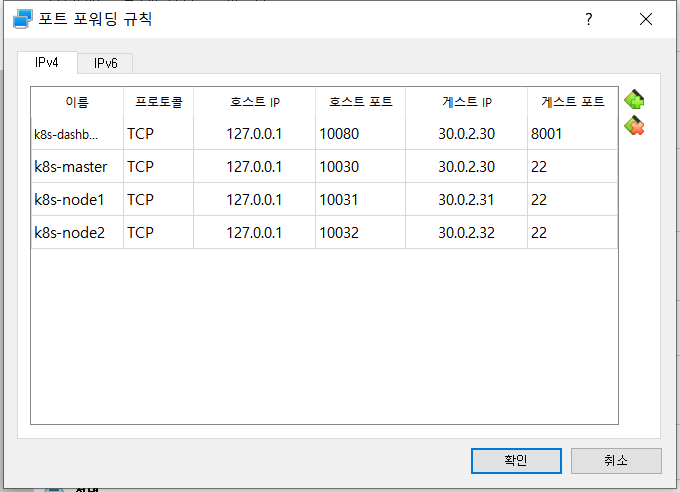 포트 포워딩 규칙 ?
IPv4 IPv6
이름 프로토콜 호스트 IP 호스트 포트 게스트 IP 게스트 포트
k8s-dashb... TCP 127.0.0.1 10080 30.0.2.30 8001
k8s-master TCP 127.0.0.1 10030 30.0.2.30 22
k8s-node1 TCP 127.0.0.1 10031 30.0.2.31 22
k8s-node2 TCP 127.0.0.1 10032 30.0.2.32 22
확인 취소